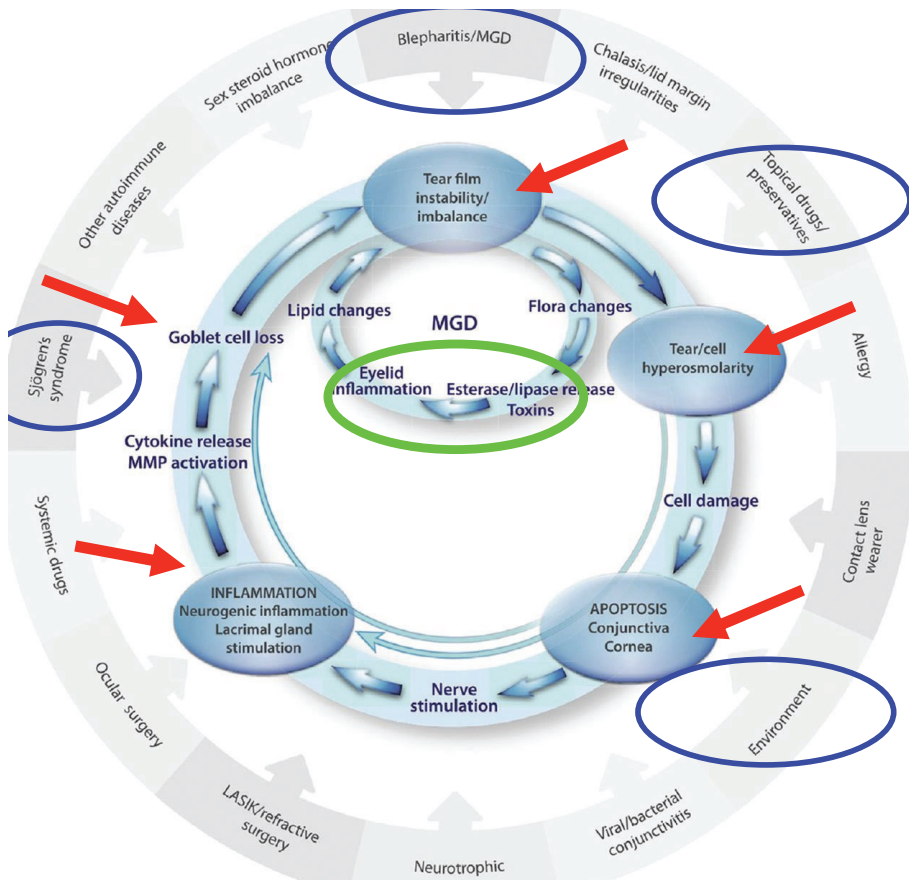 Blepharitis/MGD
Chalasis/lid margin
irregularities
Topical drugs/
preservatives
Allergy
Contact lens
wearer
Environment
Viral/bacterial
conjunctivitis
Neurotrophic
LASIK/refractive
surgery
Ocular surgery
Systemic drugs
Sjögren's
syndrome
Other autoimmune
diseases
Sex steroid hormone
imbalance
Tear film
instability/
imbalance
Tear/cell
hyperosmolarity
Cell damage
APOPTOSIS
Conjunctiva
Cornea
Nerve
stimulation
INFLAMMATION
Neurogenic inflammation
Lacrimal gland
stimulation
Cytokine release
MMP activation
Goblet cell loss
MGD
Flora changes
Esterase/lipase release
Toxins
Eyelid
inflammation
Lipid changes